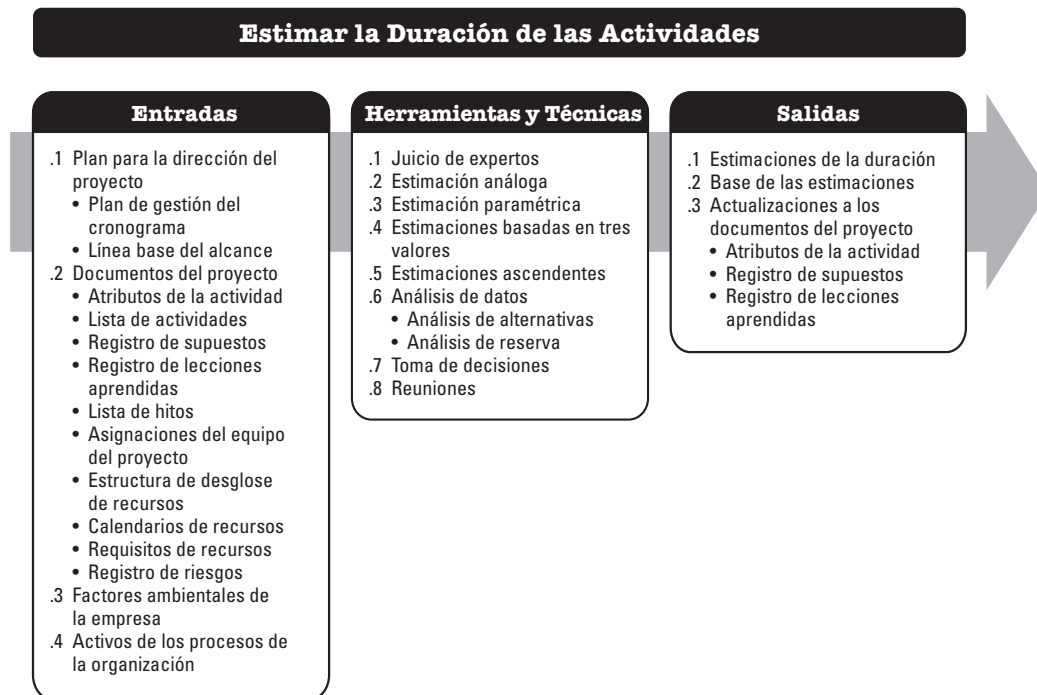 Estimar la Duración de las Actividades
Entradas
.1 Plan para la dirección del
proyecto
• Plan de gestión del
cronograma
• Línea base del alcance
.2 Documentos del proyecto
• Atributos de la actividad
• Lista de actividades
• Registro de supuestos
• Registro de lecciones
aprendidas
• Lista de hitos
• Asignaciones del equipo
del proyecto
• Estructura de desglose
de recursos
• Calendarios de recursos
• Requisitos de recursos
• Registro de riesgos
.3 Factores ambientales de
la empresa
.4 Activos de los procesos de
la organización
Herramientas y Técnicas
.1 Juicio de expertos
.2 Estimación análoga
.3 Estimación paramétrica
.4 Estimaciones basadas en tres
valores
.5 Estimaciones ascendentes
.6 Análisis de datos
• Análisis de alternativas
• Análisis de reserva
.7 Toma de decisiones
.8 Reuniones
Salidas
.1 Estimaciones de la duración
.2 Base de las estimaciones
.3 Actualizaciones a los
documentos del proyecto
• Atributos de la actividad
• Registro de supuestos
• Registro de lecciones
aprendidas